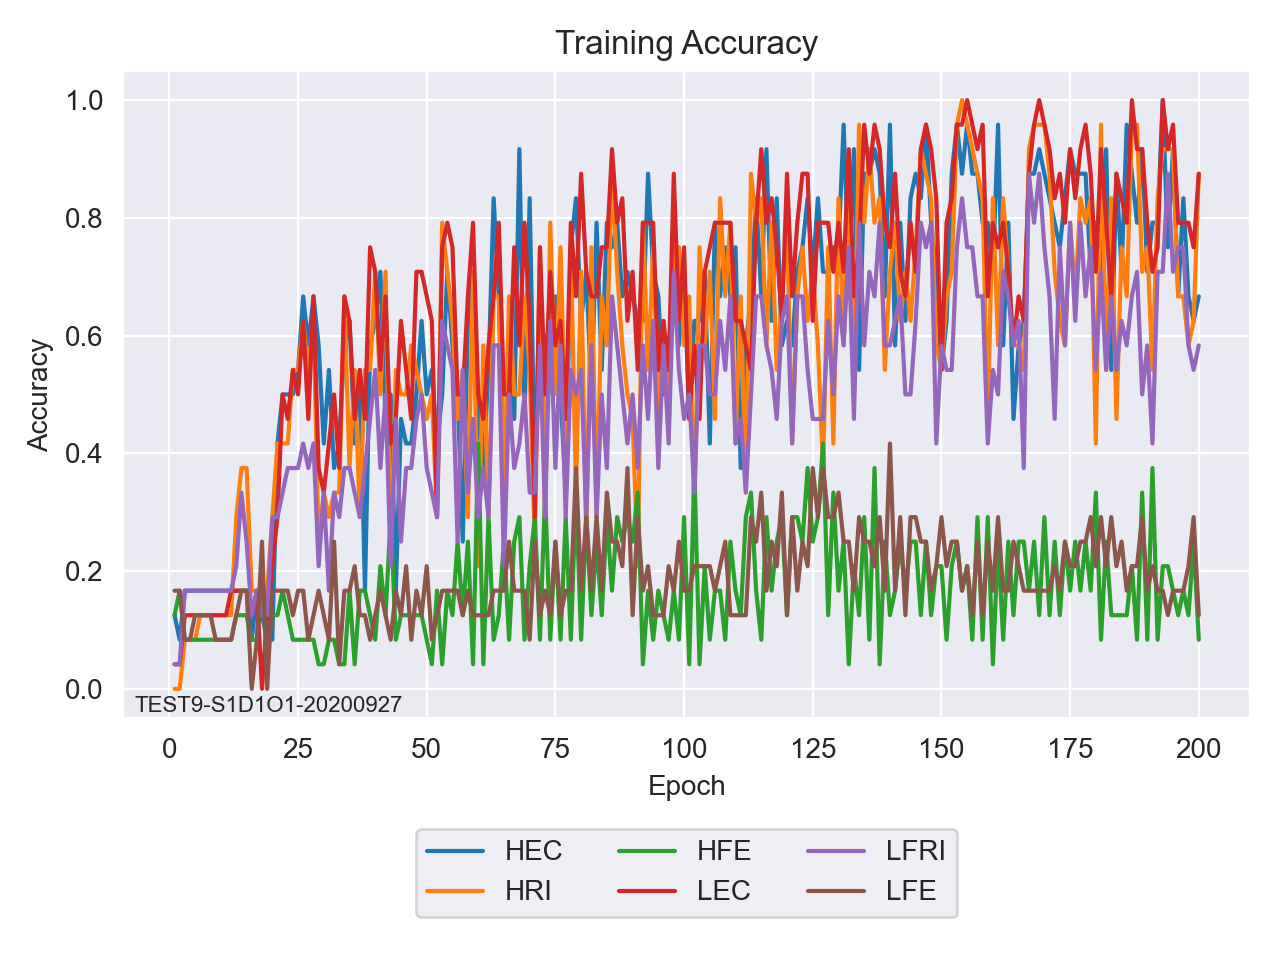 Training Accuracy
1.0
0.8
0.6
0.4
0.2
0.0
Accuracy
TEST9-S1D1O1-20200927
0 25 50 75 100 125 150 175 200
Epoch
HEC HFE LFRI
HRI LEC LFE